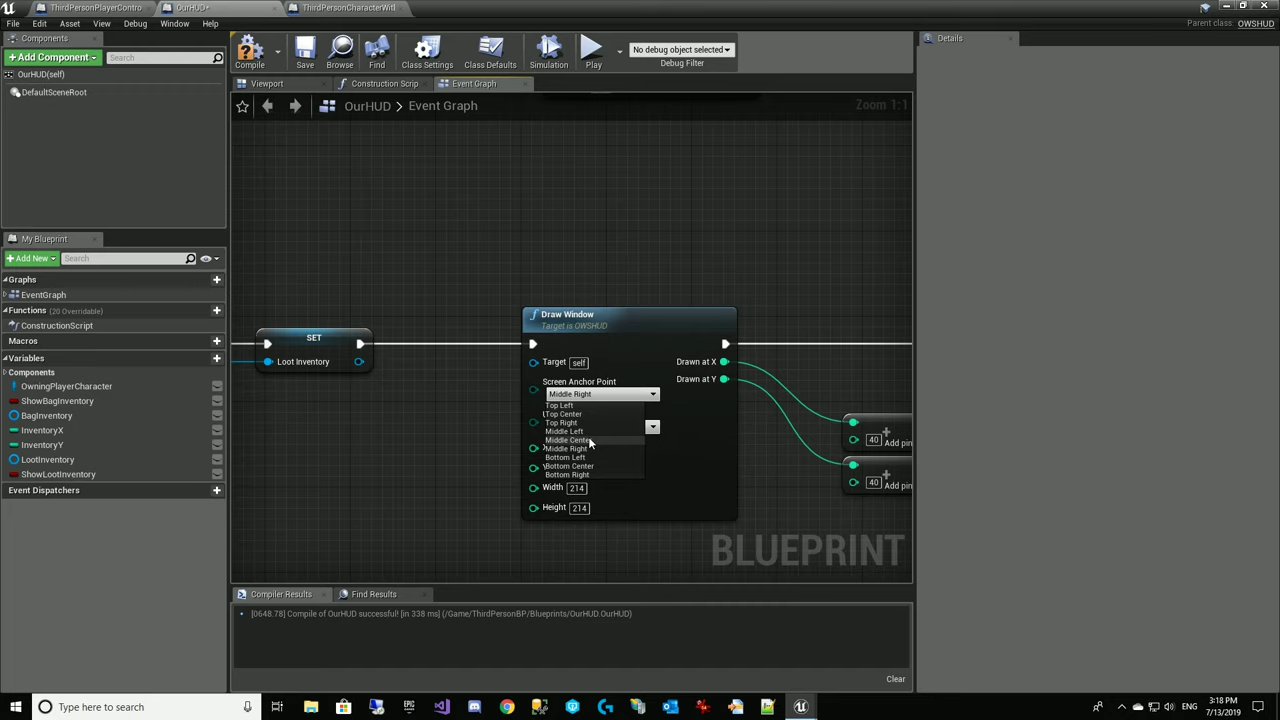 ThirdPersonPlayerContro
OurHUD*
ThirdPersonCharacterWitl
File Edit Asset View Debug Window Help
Parent class: OWSHUD
Components
+Add Component
Search
OurHUD(self)
DefaultSceneRoot
Compile
Save
Browse
Find
Class Settings
Class Defaults
Simulation
Play
No debug object selected
Debug Filter
Details
Viewport
Construction Scrip
Event Graph
OurHUD > Event Graph
Zoom 1:1
My Blueprint
+Add New
Search
Graphs
EventGraph
Functions (20 Overridable)
ConstructionScript
Macros
Variables
Components
OwningPlayerCharacter
ShowBagInventory
BagInventory
InventoryX
InventoryY
LootInventory
ShowLootInventory
Event Dispatchers
SET
Loot Inventory
Draw Window
Target is OWSHUD
Target self
Drawn at X
Drawn at Y
Screen Anchor Point
Middle Right
Top Left
Top Center
Top Right
Middle Left
Middle Center
Middle Right
Bottom Left
Bottom Center
Bottom Right
Width 214
Height 214
40 Add pin
40 Add pin
BLUEPRINT
Compiler Results
Find Results
[0648.78] Compile of OurHUD successful! [in 338 ms] (/Game/ThirdPersonBP/Blueprints/OurHUD.OurHUD)
Clear
Type here to search
ENG
3:18 PM
7/13/2019